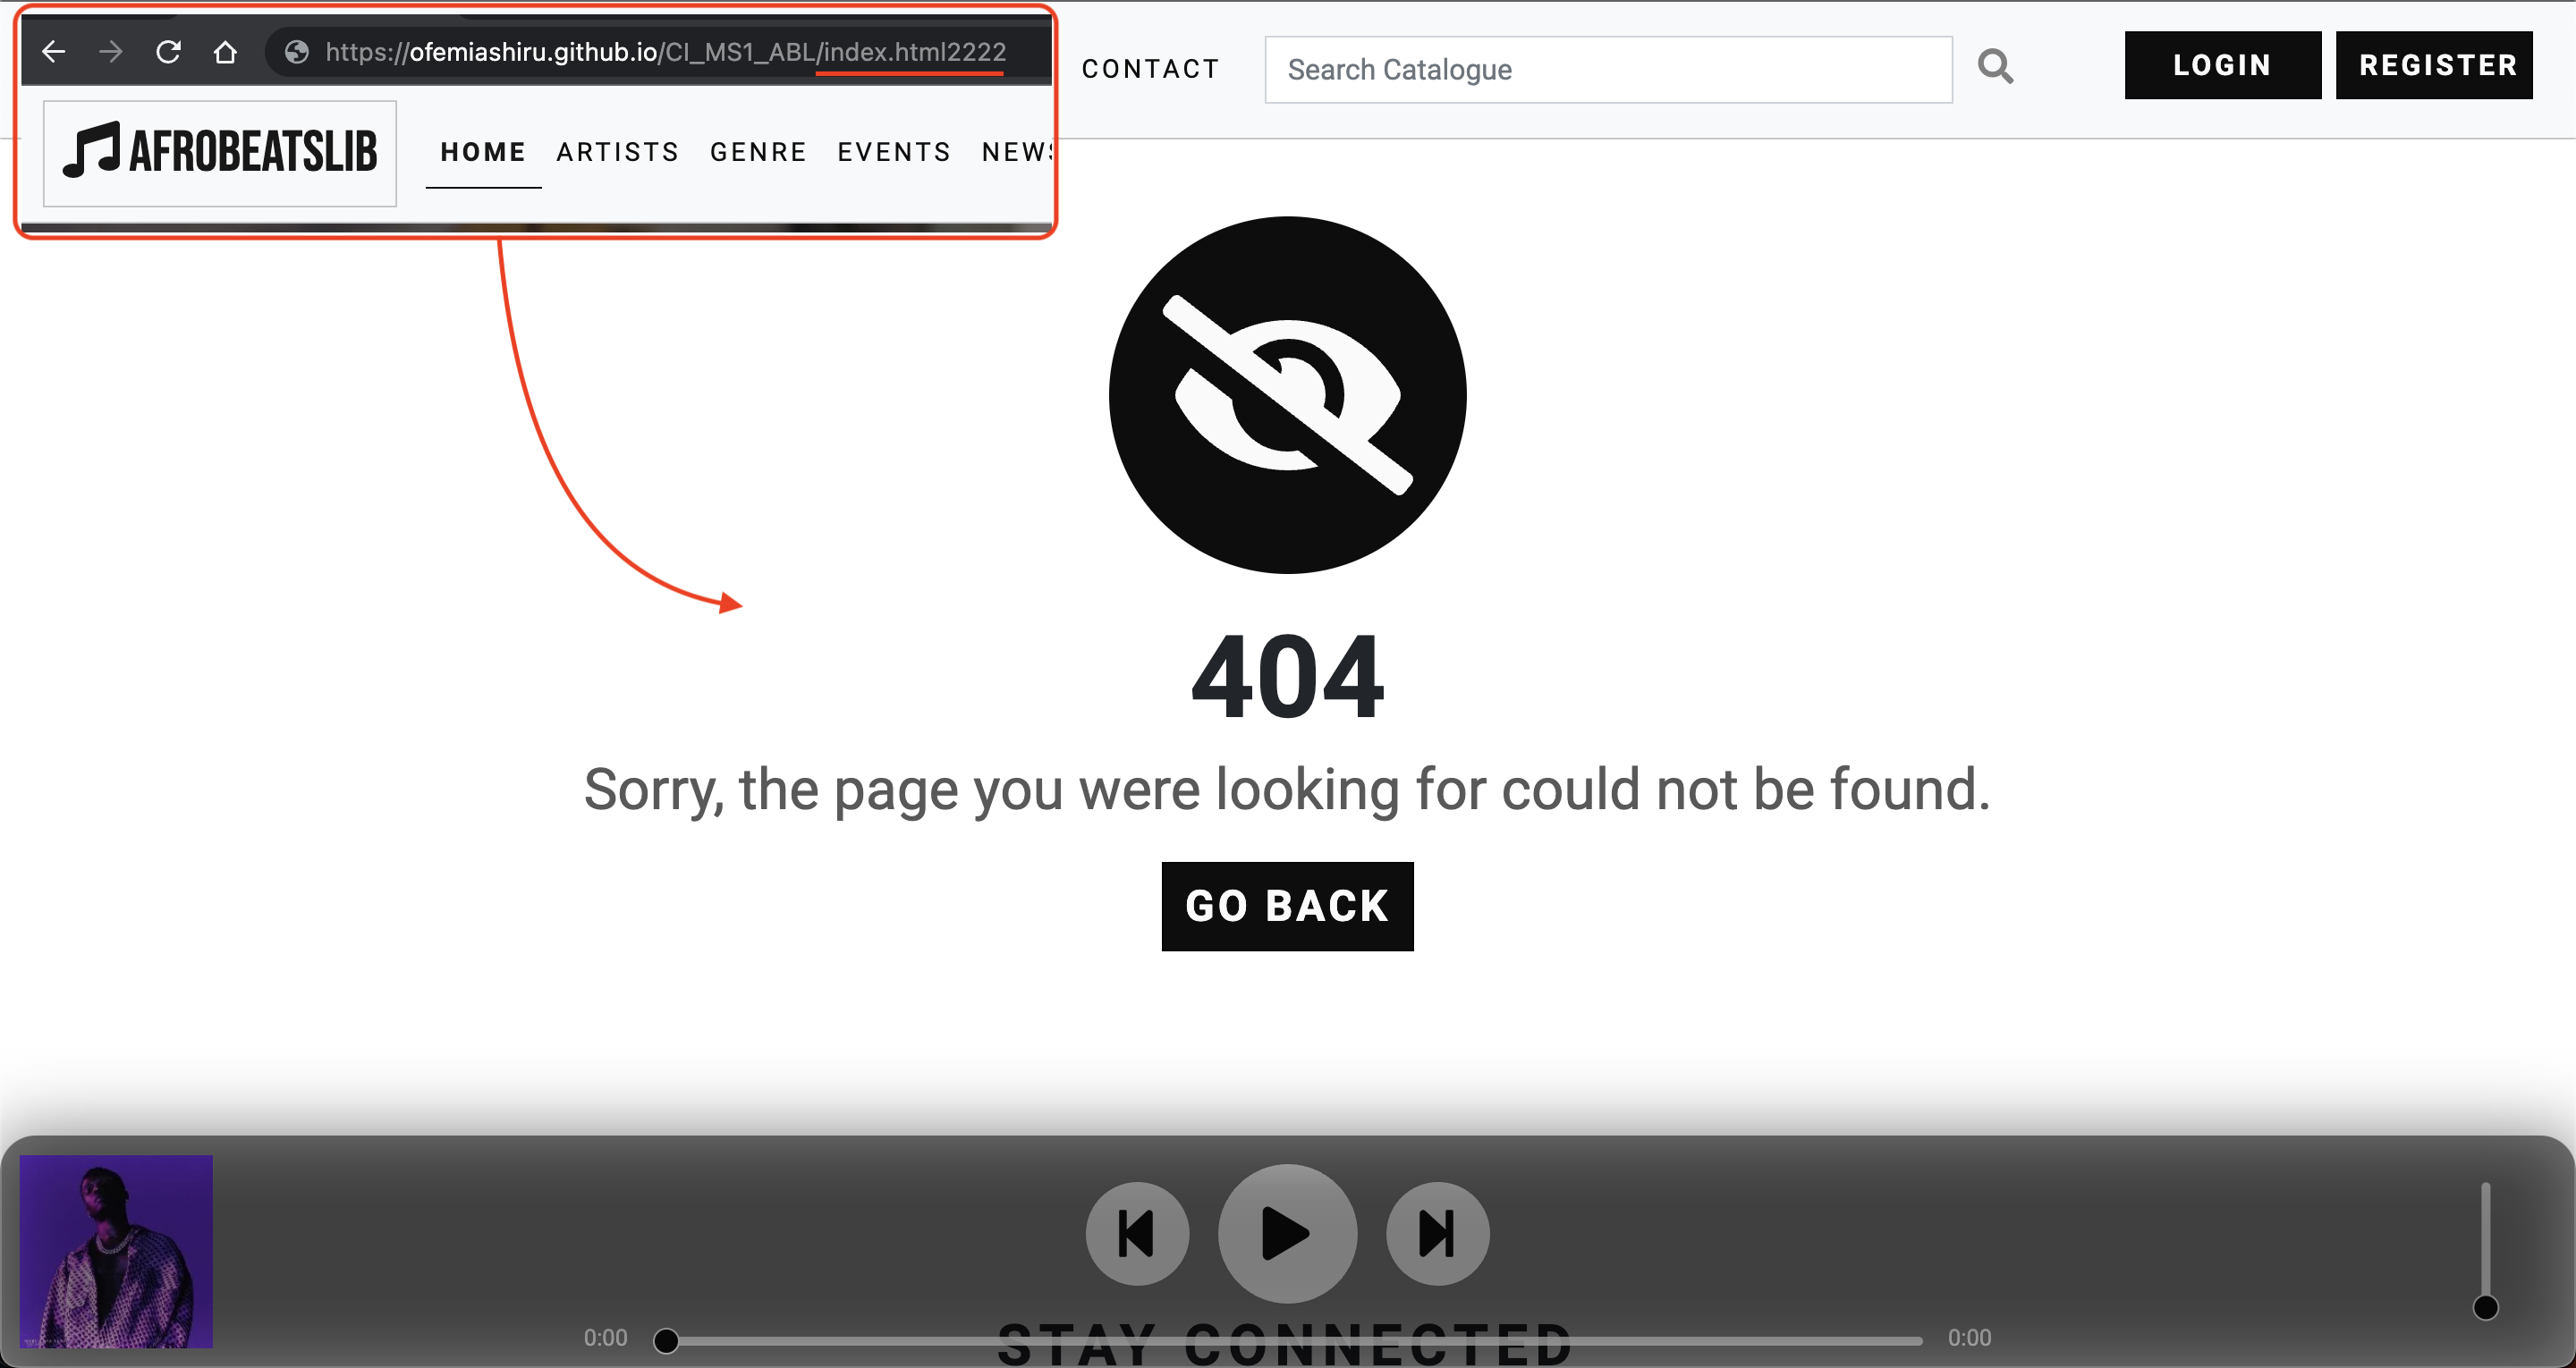 https://ofemiashiru.github.io/CI_MS1_ABL/index.html2222
AFROBEATSLIB HOME ARTISTS GENRE EVENTS NEWS CONTACT Search Catalogue LOGIN REGISTER
404
Sorry, the page you were looking for could not be found.
GO BACK
0:00 STAY CONNECTED 0:00